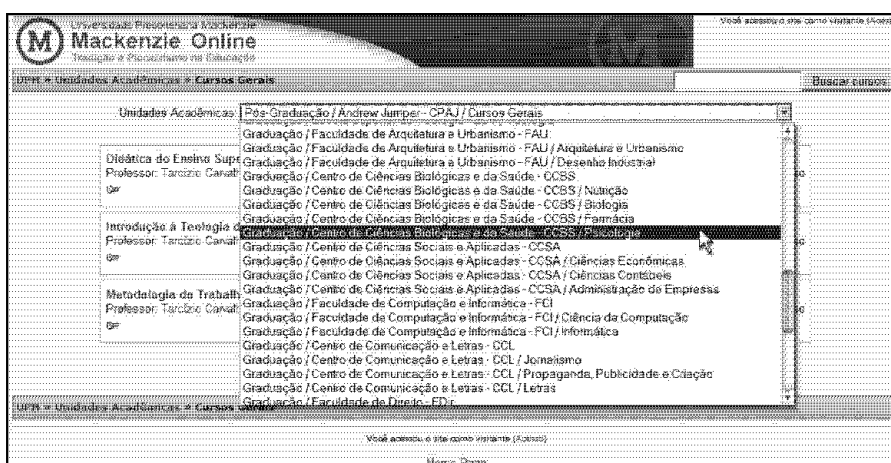 Universidade Presbiteriana Mackenzie
Mackenzie Online
Tradição e Pioneirismo na Educação
Você acessou o site como visitante
UPM » Unidades Acadêmicas » Cursos Gerais
Buscar cursos
Unidades Acadêmicas: Pós-Graduação / Andrew Jumper - CPAJ / Cursos Gerais
Graduação / Faculdade de Arquitetura e Urbanismo - FAU
Graduação / Faculdade de Arquitetura e Urbanismo - FAU / Arquitetura e Urbanismo
Graduação / Faculdade de Arquitetura e Urbanismo - FAU / Desenho Industrial
Graduação / Centro de Ciências Biológicas e da Saúde - CCBS
Graduação / Centro de Ciências Biológicas e da Saúde - CCBS / Nutrição
Graduação / Centro de Ciências Biológicas e da Saúde - CCBS / Biologia
Graduação / Centro de Ciências Biológicas e da Saúde - CCBS / Farmácia
Graduação / Centro de Ciências Biológicas e da Saúde - CCBS / Psicologia
Graduação / Centro de Ciências Sociais e Aplicadas - CCSA
Graduação / Centro de Ciências Sociais e Aplicadas - CCSA / Ciências Econômicas
Graduação / Centro de Ciências Sociais e Aplicadas - CCSA / Ciências Contábeis
Graduação / Centro de Ciências Sociais e Aplicadas - CCSA / Administração de Empresas
Graduação / Faculdade de Computação e Informática - FCI
Graduação / Faculdade de Computação e Informática - FCI / Ciência da Computação
Graduação / Faculdade de Computação e Informática - FCI / Informática
Graduação / Centro de Comunicação e Letras - CCL
Graduação / Centro de Comunicação e Letras - CCL / Jornalismo
Graduação / Centro de Comunicação e Letras - CCL / Propaganda, Publicidade e Criação
Graduação / Centro de Comunicação e Letras - CCL / Letras
Graduação / Faculdade de Direito - FDir
Didática do Ensino Supe
Professor: Tarcizio Carval
Introdução à Teologia d
Professor: Tarcizio Carval
Metodologia do Trabalh
Professor: Tarcizio Carval
UPM » Unidades Acadêmicas » Cursos Gerais
Você acessou o site como visitante (Acesso)
Home Page